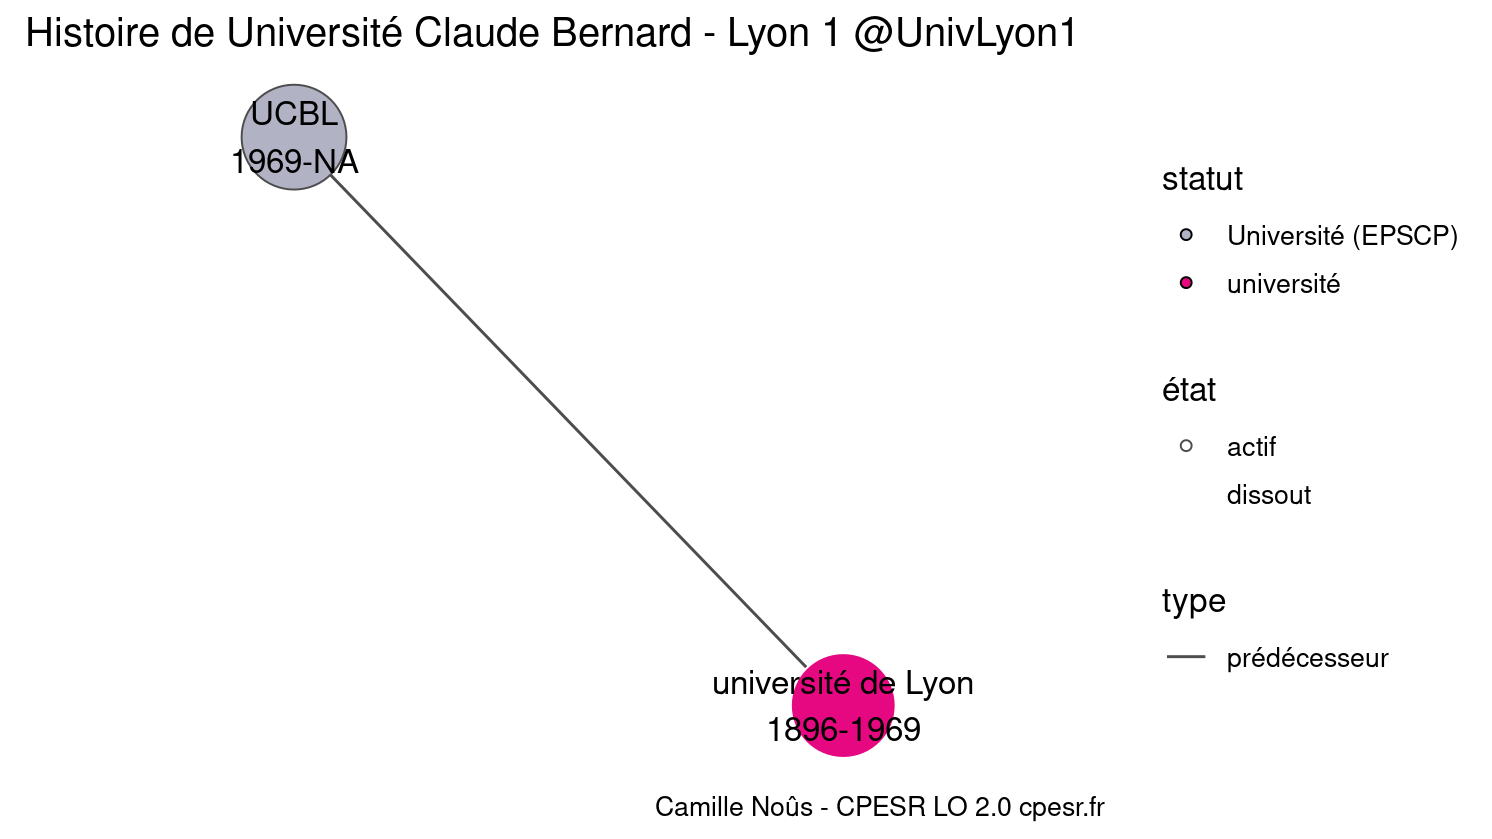 Histoire de Université Claude Bernard - Lyon 1 @UnivLyon1
UCBL
1969-NA
université de Lyon
1896-1969
statut
Université (EPSCP)
université
état
actif
dissout
type
prédécesseur
Camille Noûs - CPESR LO 2.0 cpesr.fr